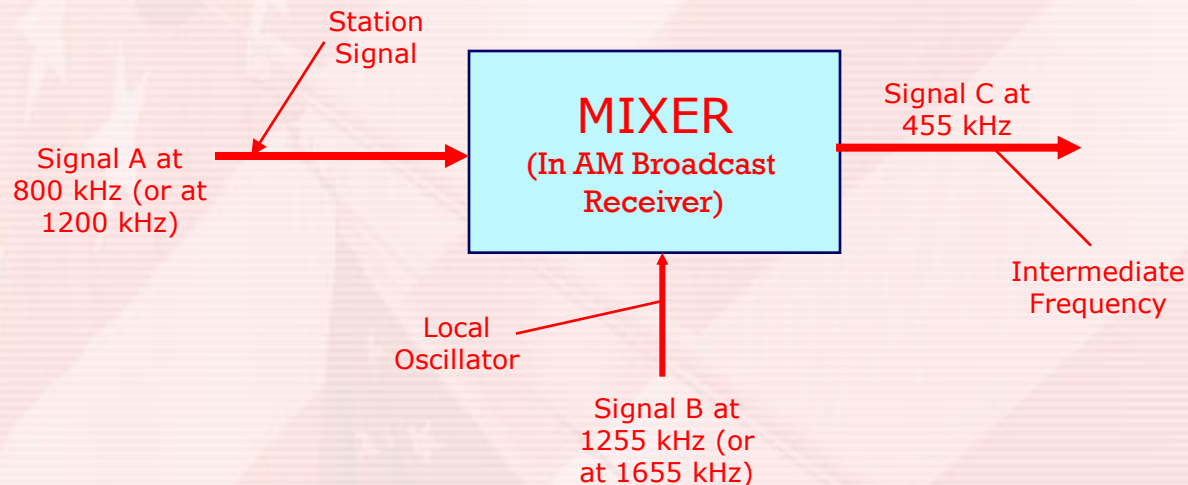 Station
Signal
MIXER
(In AM Broadcast
Receiver)
Signal C at
455 kHz
Signal A at
800 kHz (or at
1200 kHz)
Intermediate
Frequency
Local
Oscillator
Signal B at
1255 kHz (or
at 1655 kHz)